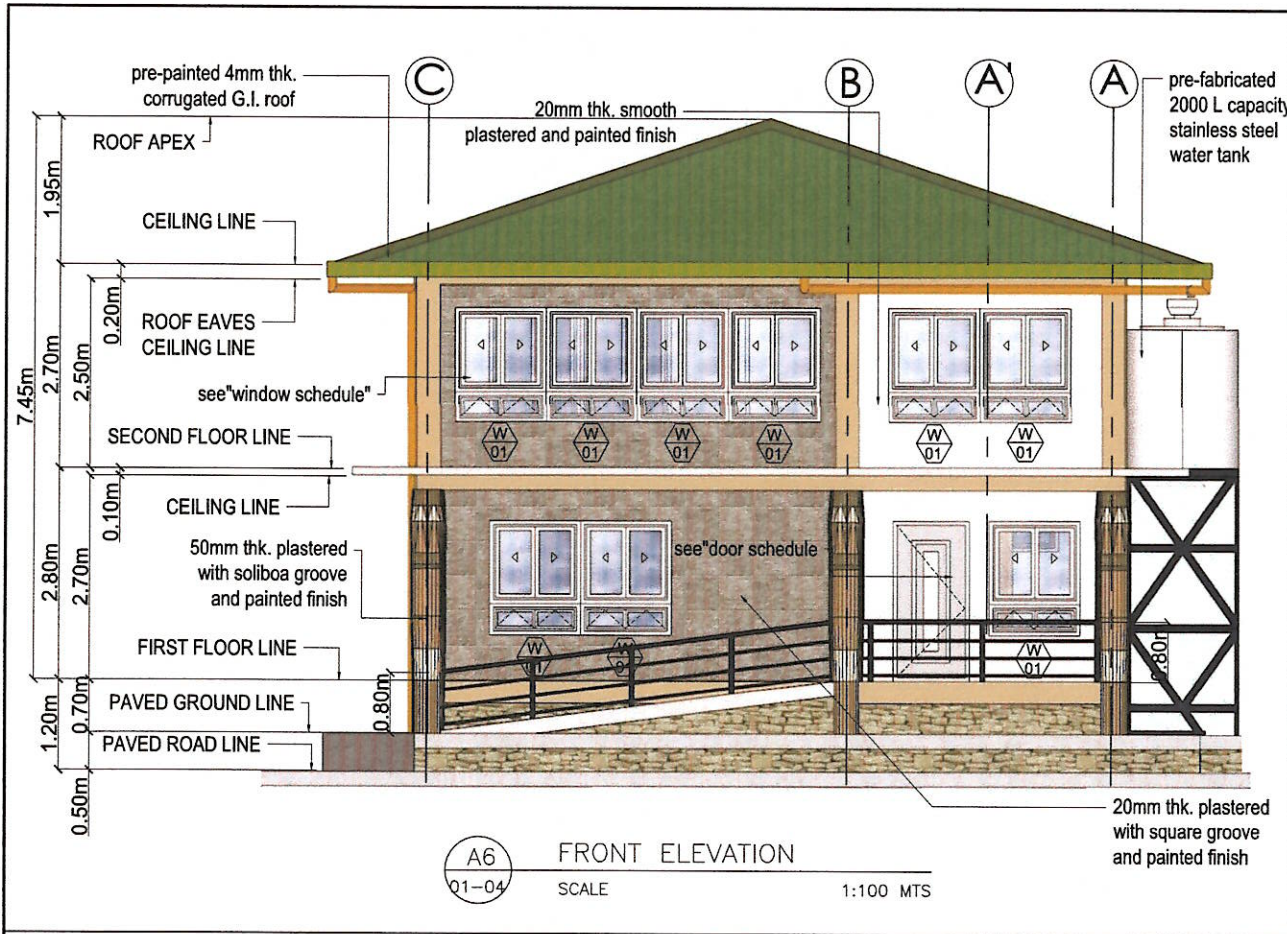 C
B
A'
A
pre-painted 4mm thk.
corrugated G.I. roof
ROOF APEX
20mm thk. smooth
plastered and painted finish
pre-fabricated
2000 L capacity
stainless steel
water tank
1.95m
CEILING LINE
0.20m
ROOF EAVES
CEILING LINE
2.70m
2.50m
7.45m
see"window schedule"
W
01
W
01
W
01
W
01
W
01
W
01
SECOND FLOOR LINE
0.10m
CEILING LINE
50mm thk. plastered
with soliboa groove
and painted finish
see"door schedule
2.80m
2.70m
FIRST FLOOR LINE
W
W
W
01
0.80m
0.80m
PAVED GROUND LINE
1.20m
0.70m
PAVED ROAD LINE
0.50m
20mm thk. plastered
with square groove
and painted finish
A6
01-04
FRONT ELEVATION
SCALE
1:100 MTS